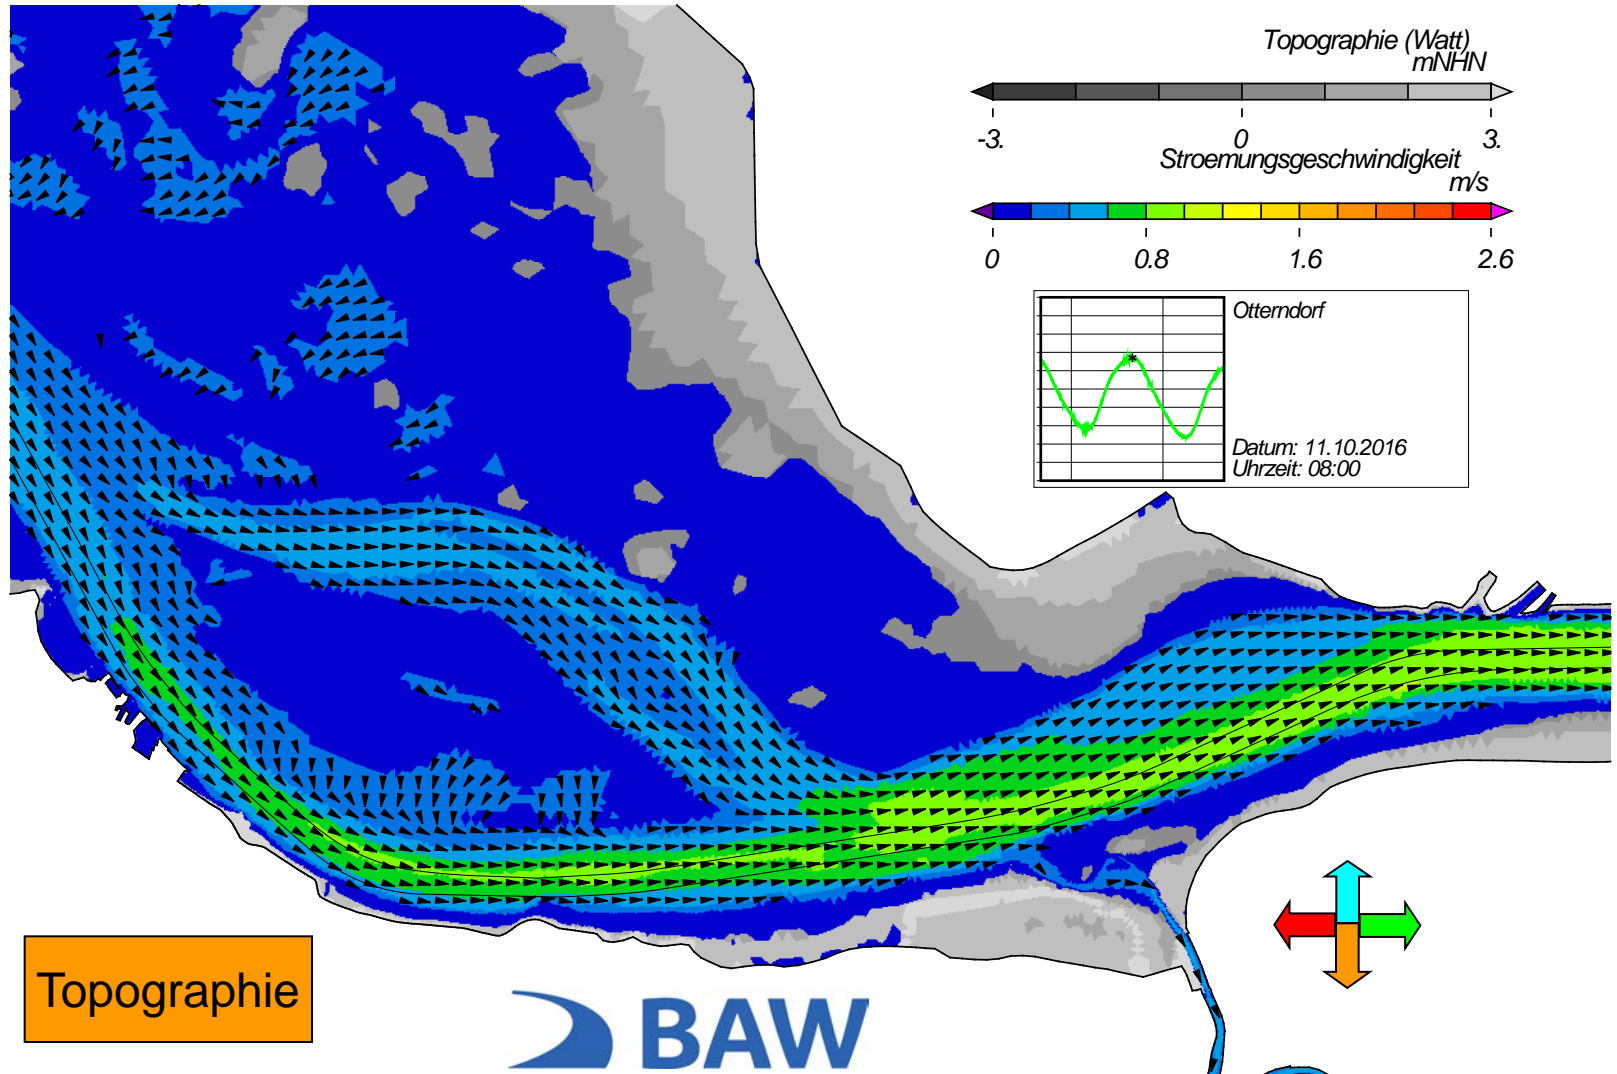 Topographie (Watt)
mNHN
-3. 0 3.
Stroemungsgeschwindigkeit
m/s
0 0.8 1.6 2.6
Otterndorf
Datum: 11.10.2016
Uhrzeit: 08:00
Topographie
BAW